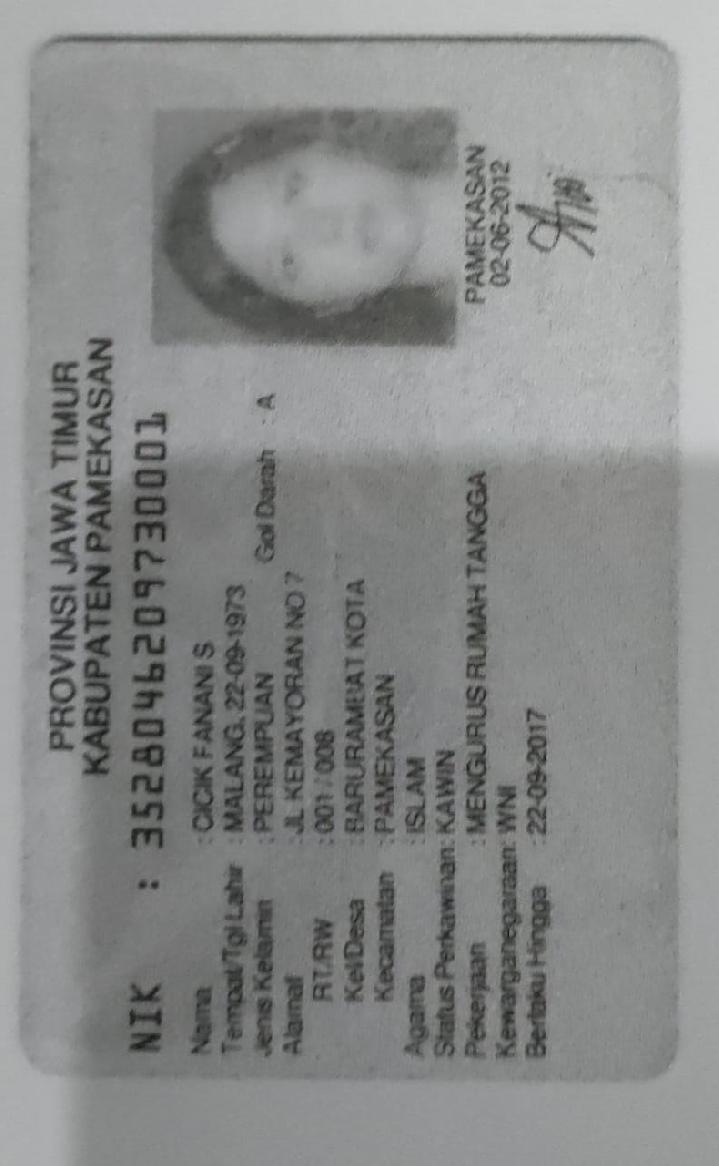 PROVINSI JAWA TIMUR
KABUPATEN PAMEKASAN
NIK : 3528046209730001
Nama : CICIK FANANI S
Tempat/Tgl Lahir : MALANG, 22-09-1973
Jenis Kelamin : PEREMPUAN Gol Darah : A
Alamat : JL KEMAYORAN NO 7
RT/RW : 001 / 008
Kel/Desa : BARURAMBAT KOTA
Kecamatan : PAMEKASAN
Agama : ISLAM
Status Perkawinan: KAWIN
Pekerjaan : MENGURUS RUMAH TANGGA
Kewarganegaraan: WNI
Berlaku Hingga : 22-09-2017
PAMEKASAN
02-06-2012